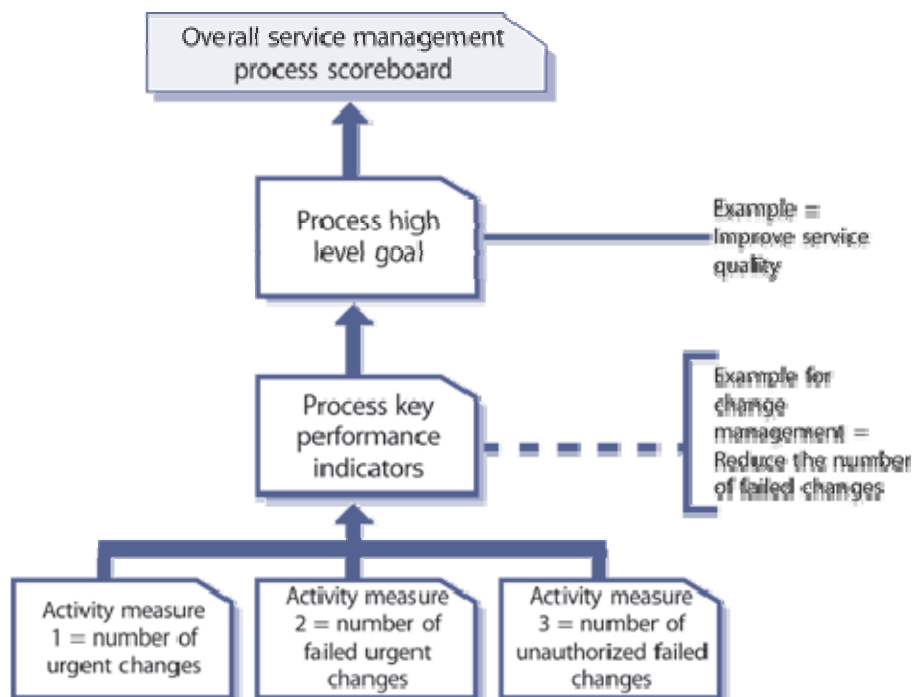 Overall service management
process scoreboard
Process high
level goal
Example =
Improve service
quality
Process key
performance
indicators
Example for
change
management =
Reduce the number
of failed changes
Activity measure
1 = number of
urgent changes
Activity measure
2 = number of
failed urgent
changes
Activity measure
3 = number of
unauthorized failed
changes